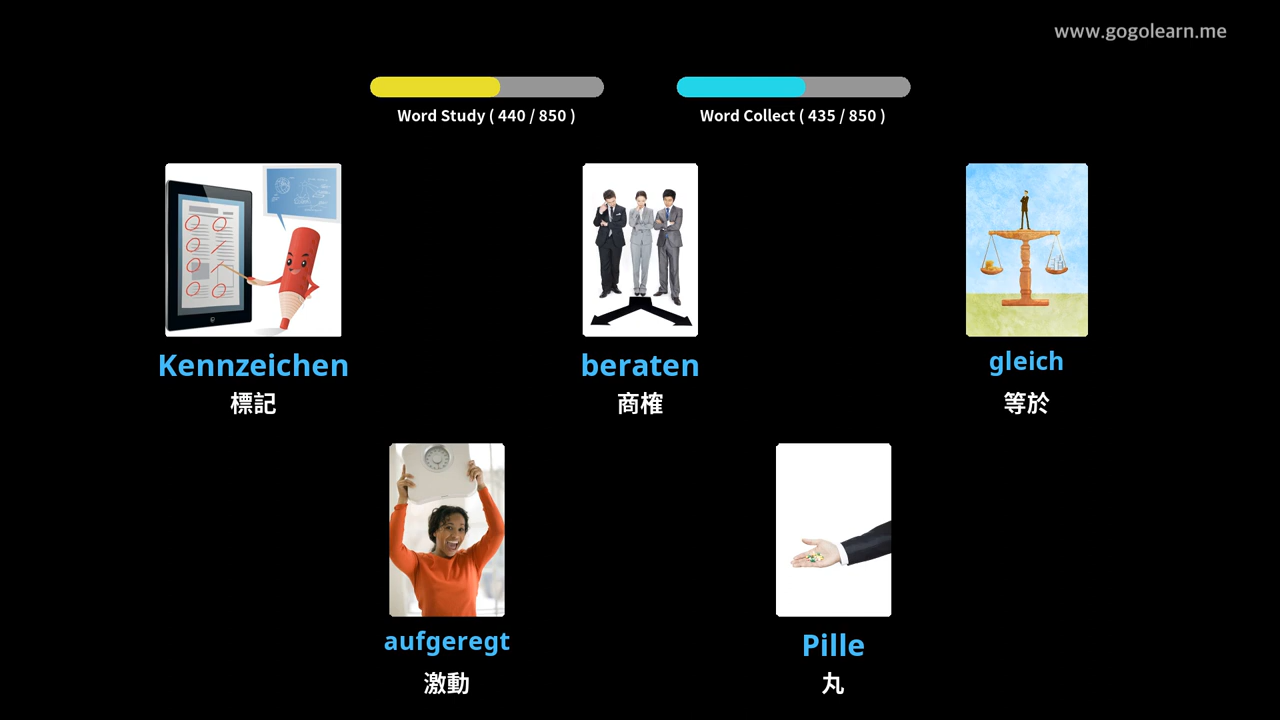 www.gogolearn.me
Word Study ( 440 / 850 )
Word Collect ( 435 / 850 )
Kennzeichen
標記
beraten
商榷
gleich
等於
aufgeregt
激動
Pille
丸